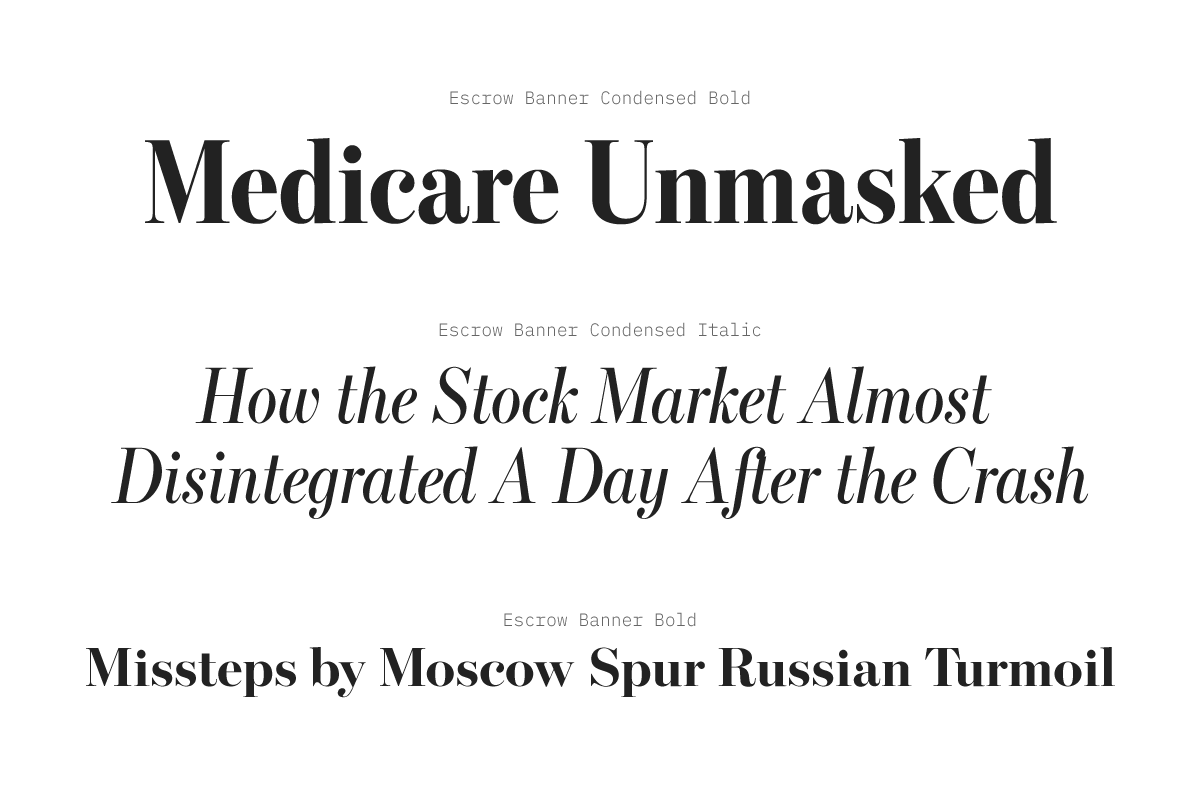 Escrow Banner Condensed Bold
Medicare Unmasked
Escrow Banner Condensed Italic
How the Stock Market Almost
Disintegrated A Day After the Crash
Escrow Banner Bold
Missteps by Moscow Spur Russian Turmoil